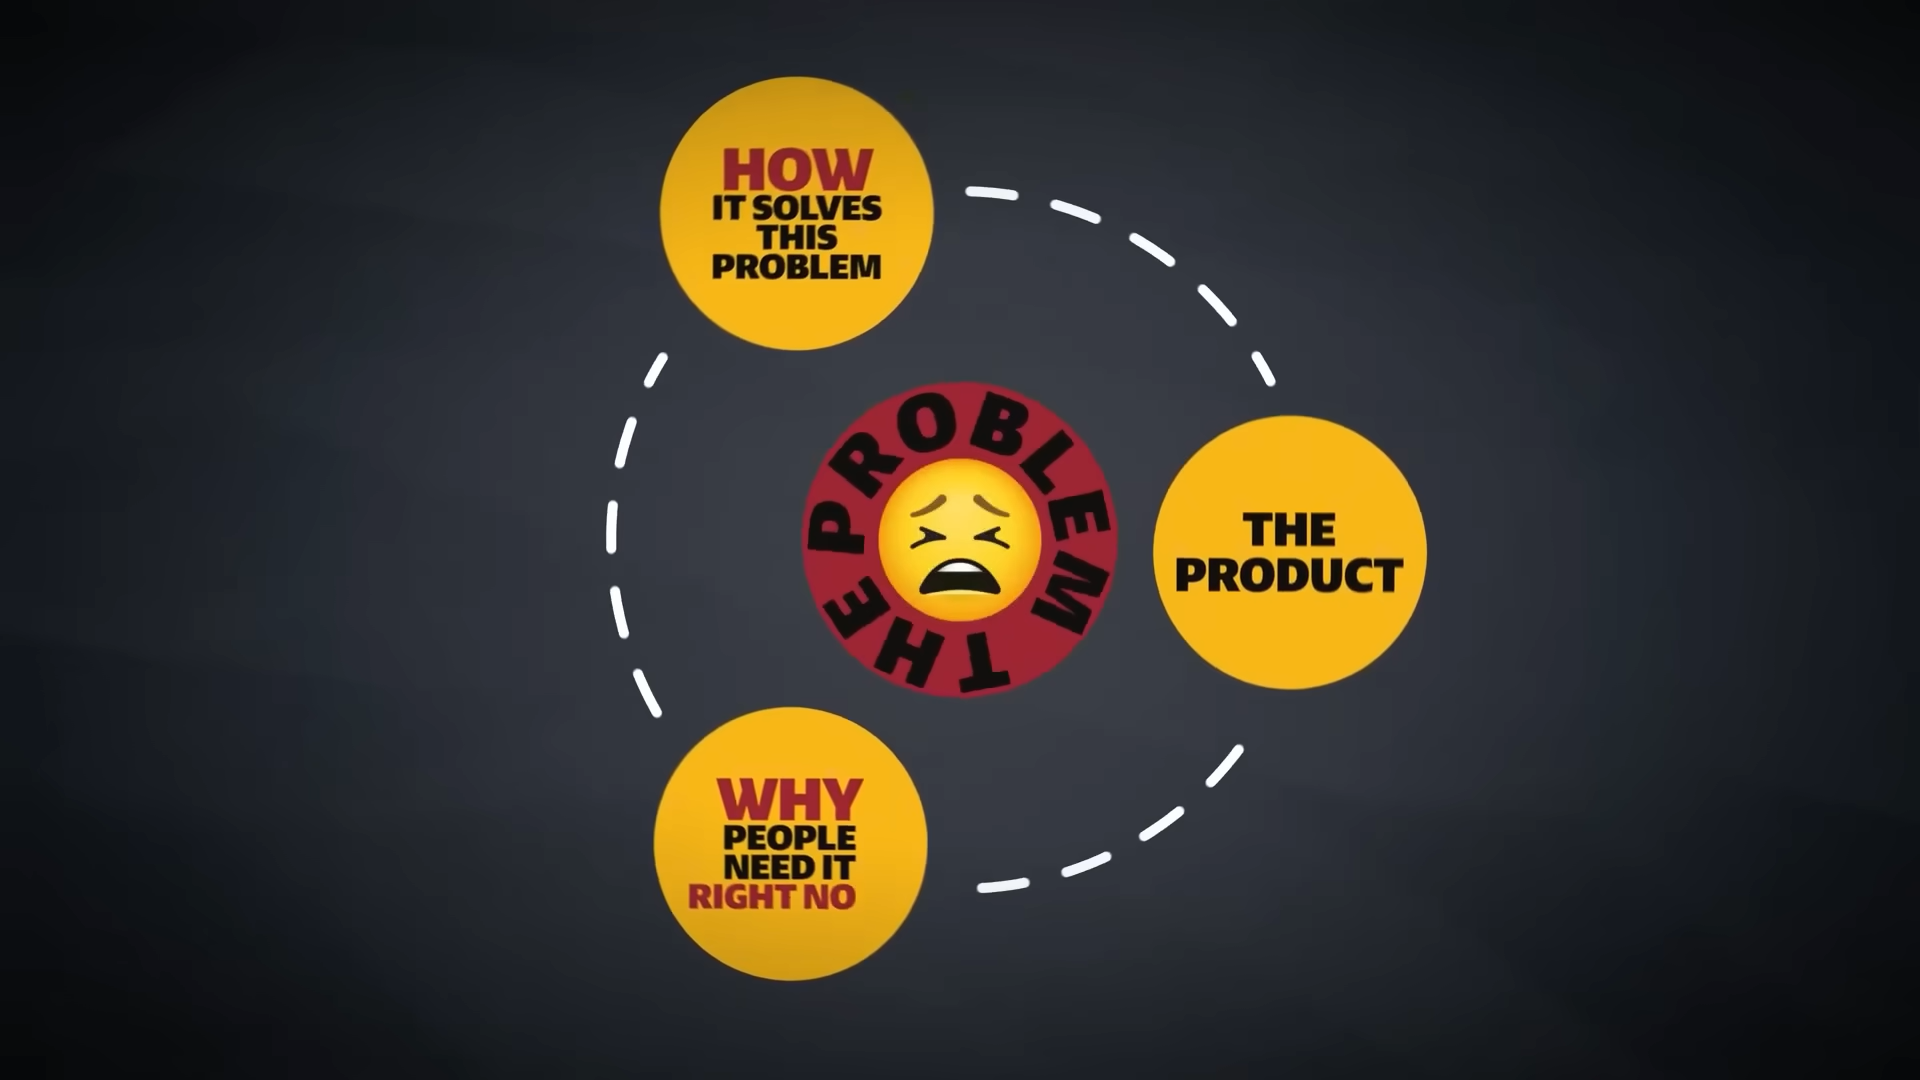 HOW
IT SOLVES
THIS
PROBLEM
THE PROBLEM
THE
PRODUCT
WHY
PEOPLE
NEED IT
RIGHT NO